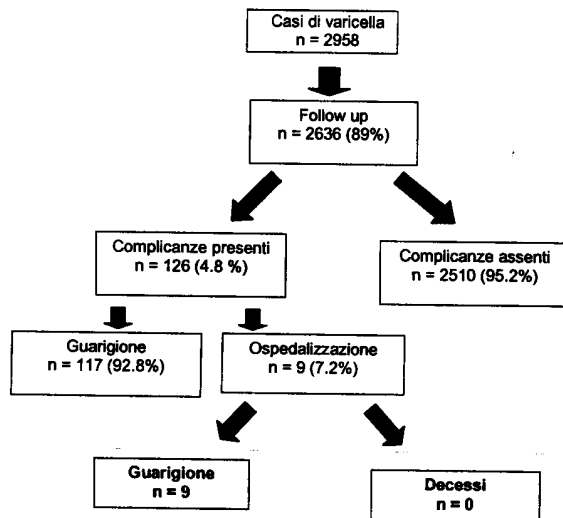 Casi di varicella
n = 2958
Follow up
n = 2636 (89%)
Complicanze presenti
n = 126 (4.8 %)
Complicanze assenti
n = 2510 (95.2%)
Guarigione
n = 117 (92.8%)
Ospedalizzazione
n = 9 (7.2%)
Guarigione
n = 9
Decessi
n = 0